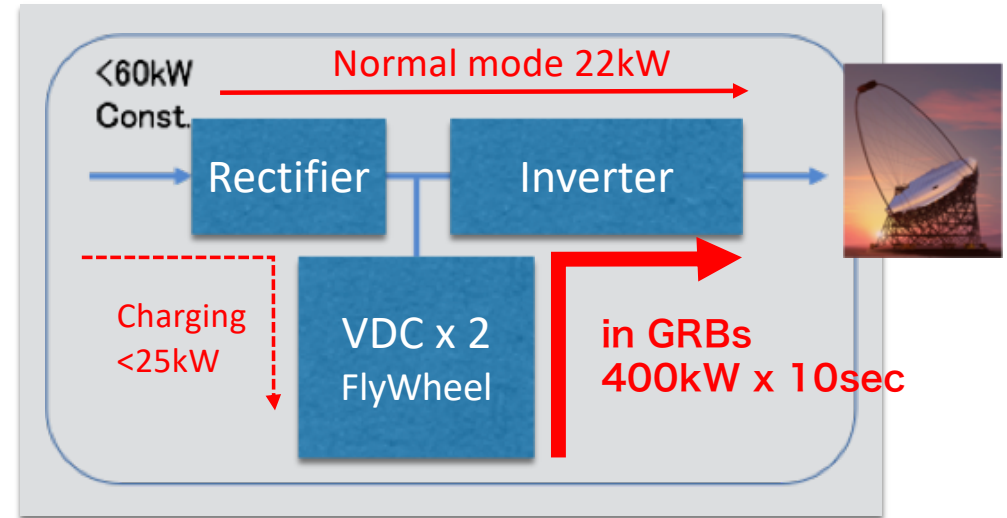 <60kW
Const.
Normal mode 22kW
Rectifier
Inverter
Charging
<25kW
VDC x 2
FlyWheel
in GRBs
400kW x 10sec